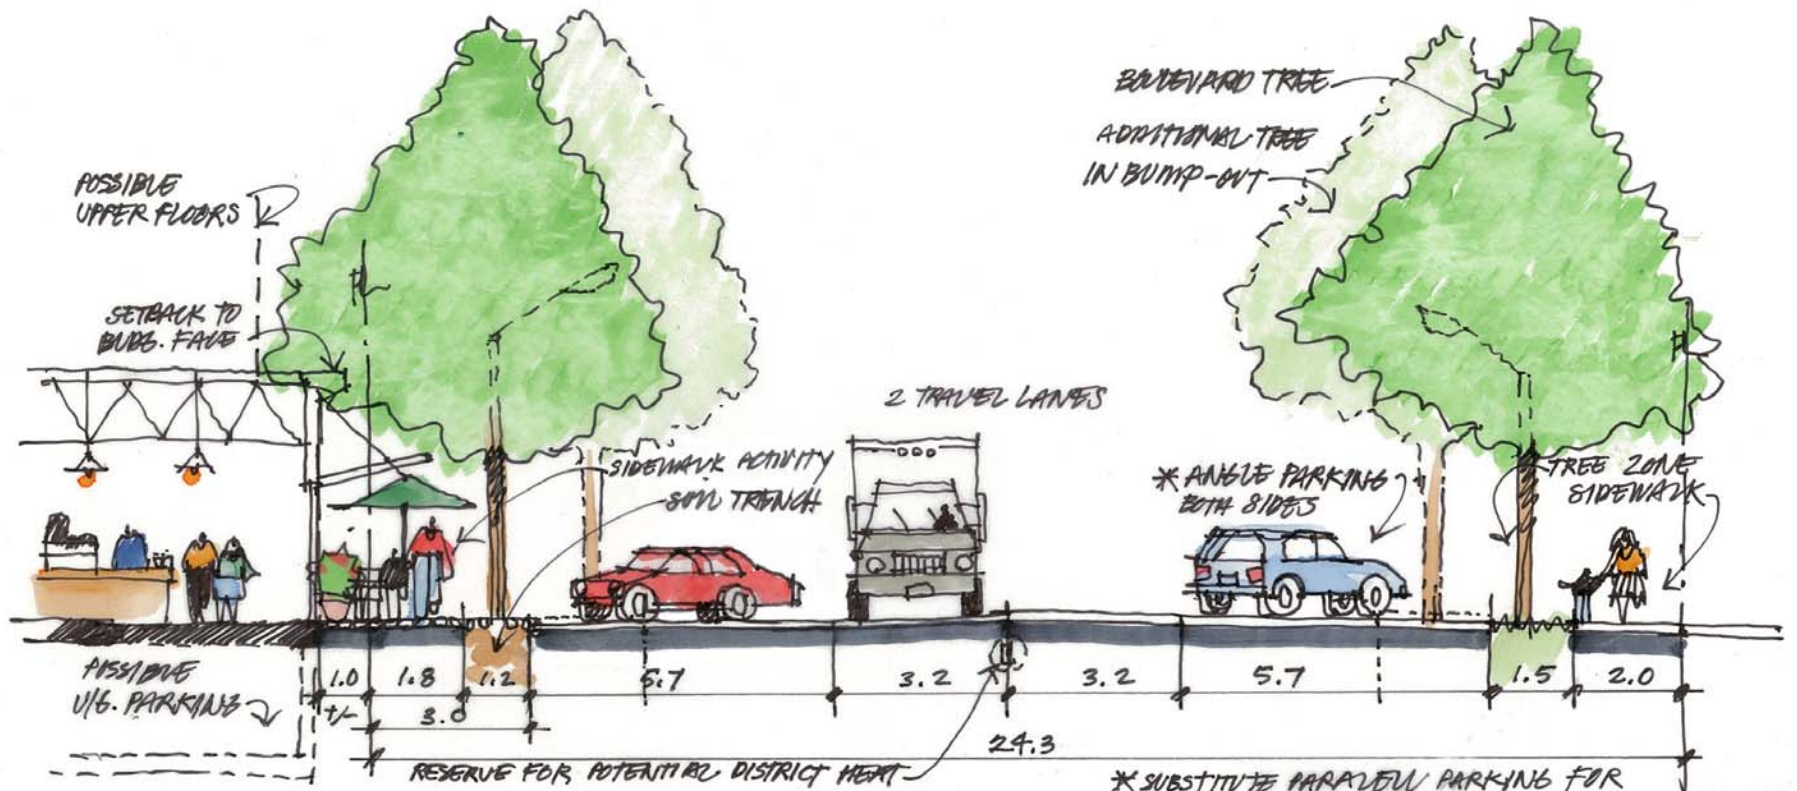 BOULEVARD TREE
ADDITIONAL TREE
IN BUMP-OUT
POSSIBLE
UPPER FLOORS
SETBACK TO
BLDG. FACE
2 TRAVEL LANES
SIDEWALK ACTIVITY
SOIL TRENCH
* ANGLE PARKING
BOTH SIDES
TREE ZONE
SIDEWALK
POSSIBLE
U/G. PARKING
1.0 1.8 1.2 5.7 3.2 3.2 5.7 1.5 2.0
+/-
3.0
24.3
RESERVE FOR POTENTIAL DISTRICT HEAT
* SUBSTITUTE PARALELL PARKING FOR